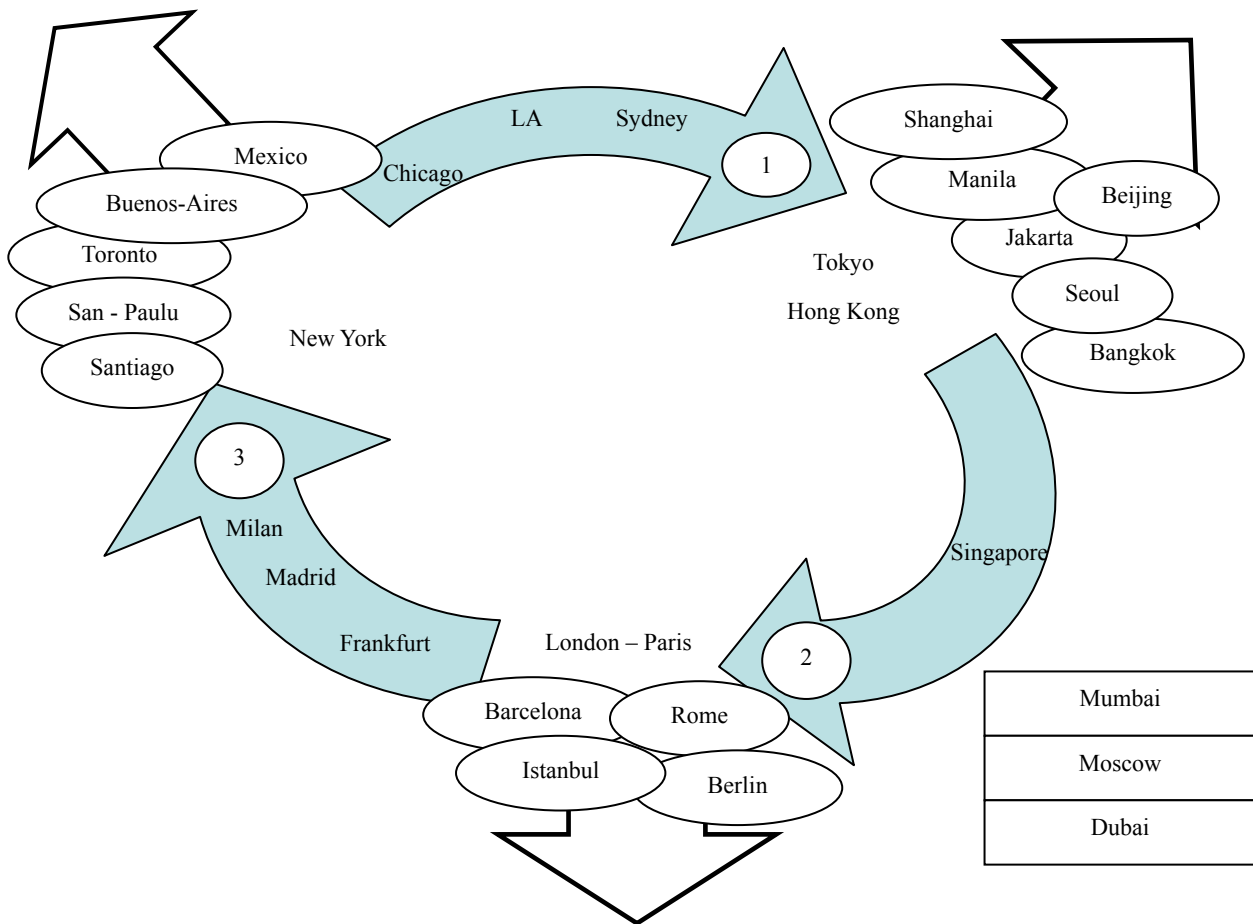 LA
Sydney
Shanghai
Mexico
Chicago
1
Manila
Beijing
Buenos-Aires
Jakarta
Toronto
Tokyo
Seoul
San - Paulu
Hong Kong
New York
Bangkok
Santiago
3
Milan
Singapore
Madrid
Frankfurt
London – Paris
2
Mumbai
Barcelona
Rome
Moscow
Istanbul
Berlin
Dubai